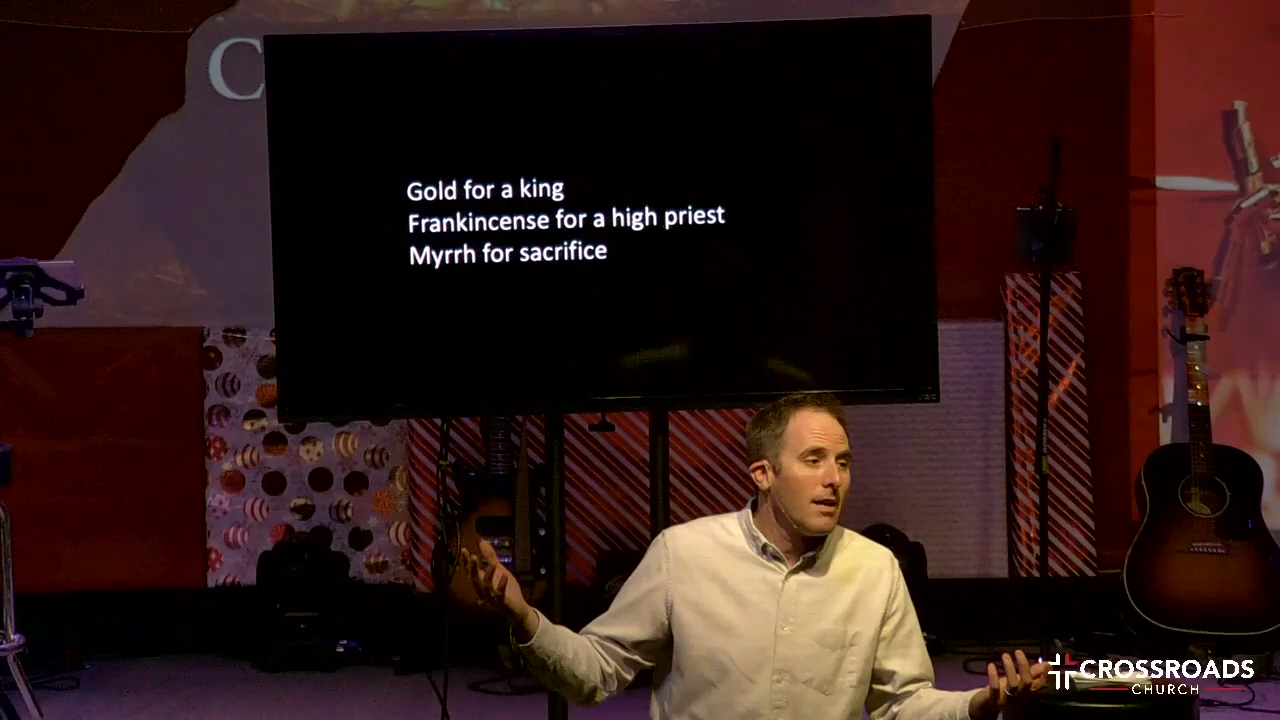 C
Gold for a king
Frankincense for a high priest
Myrrh for sacrifice
CROSSROADS
CHURCH